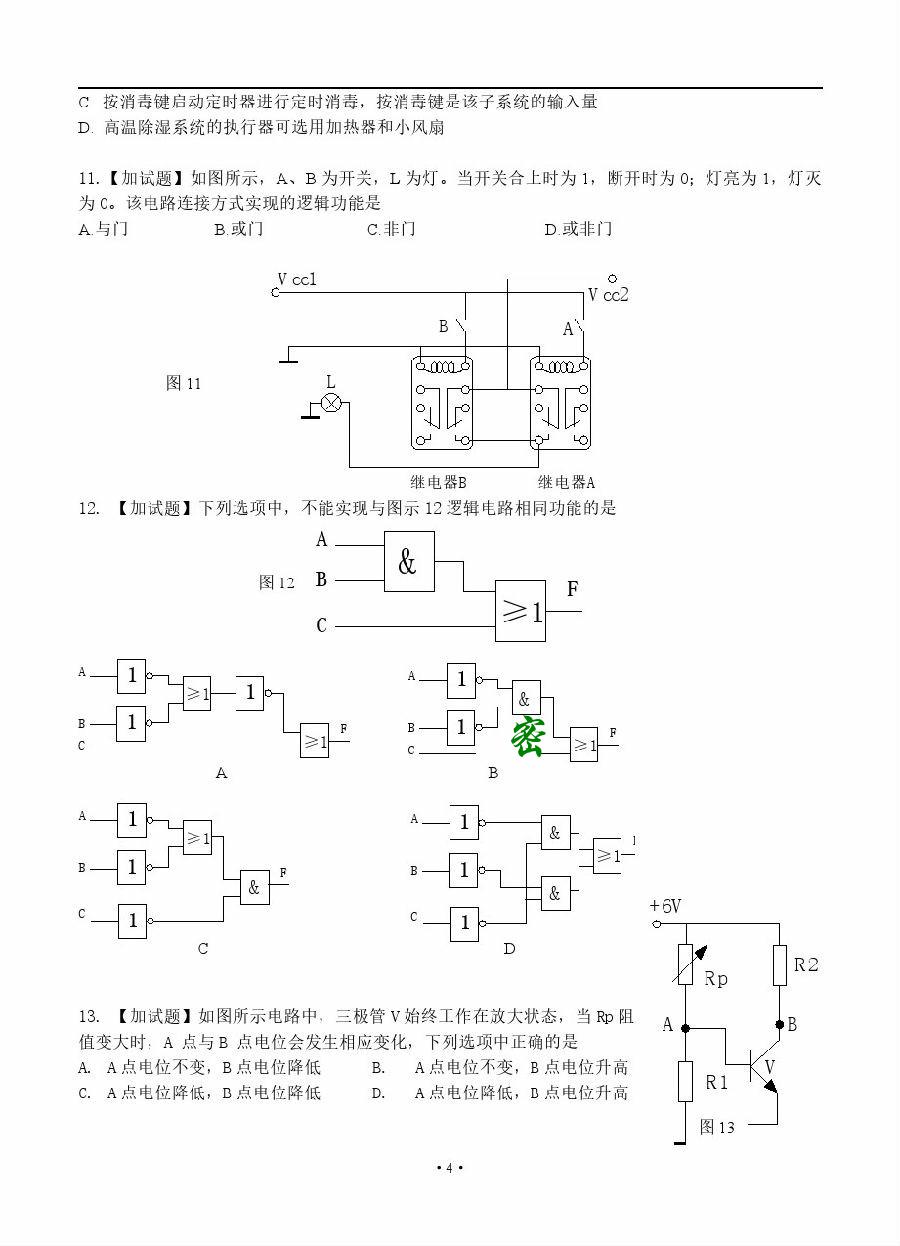 C 按消毒键启动定时器进行定时消毒，按消毒键是该子系统的输入量
D. 高温除湿系统的执行器可选用加热器和小风扇
11.【加试题】如图所示，A、B 为开关，L 为灯。当开关合上时为 1，断开时为 0；灯亮为 1，灯灭
为 0。该电路连接方式实现的逻辑功能是
A.与门 B.或门 C.非门 D.或非门
V cc1
V cc2
B A
图 11
L
继电器B 继电器A
12. 【加试题】下列选项中，不能实现与图示 12 逻辑电路相同功能的是
A
&
图 12 B F
≥1
C
A 1 A 1
≥1 1 &
B 1 F B 1 密 F
C ≥1 C ≥1
A B
A 1 A 1
≥1 &
B 1 F B 1 ≥1
& &
C 1 C 1
C D
+6V
Rp R2
A B
R1 V
图 13
13. 【加试题】如图所示电路中，三极管 V 始终工作在放大状态，当 Rp 阻
值变大时，A 点与 B 点电位会发生相应变化，下列选项中正确的是
A. A 点电位不变，B 点电位降低 B. A 点电位不变，B 点电位升高
C. A 点电位降低，B 点电位降低 D. A 点电位降低，B 点电位升高
·4·